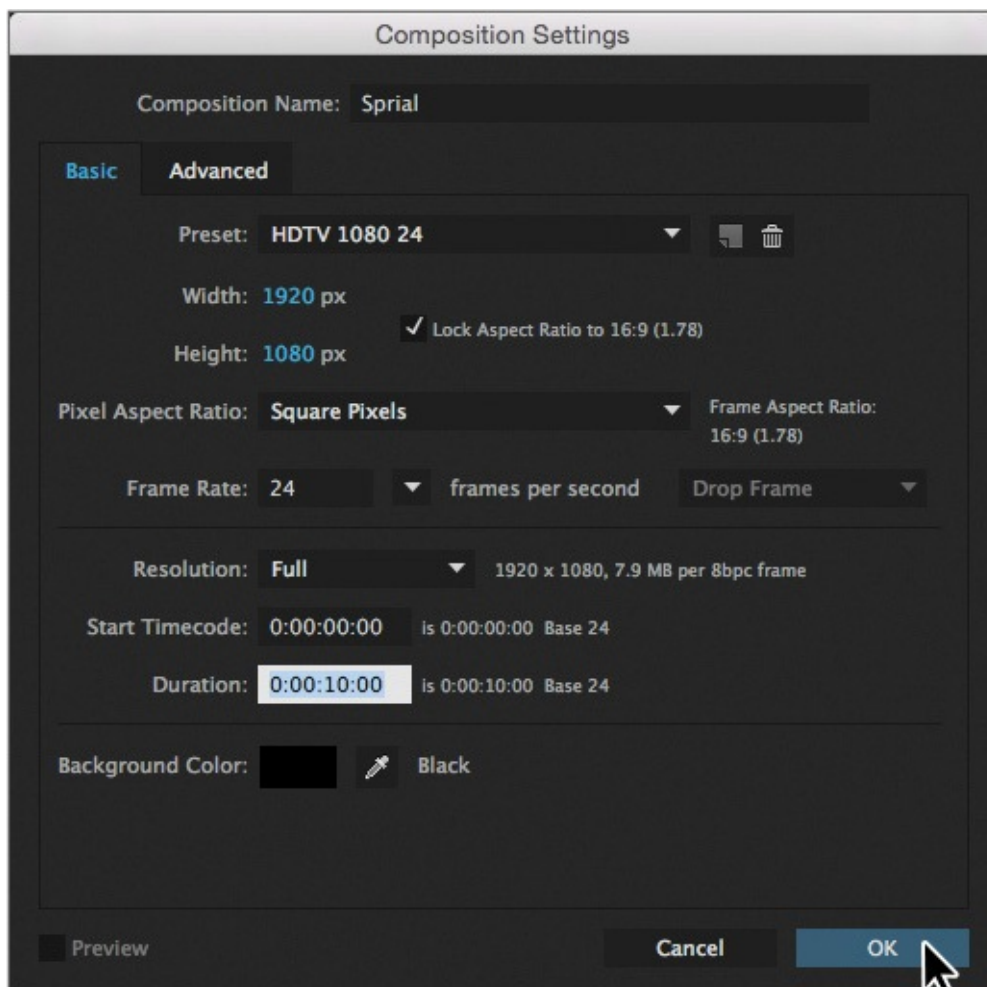 Composition Settings
Composition Name: Sprial
Basic Advanced
Preset: HDTV 1080 24
Width: 1920 px
Lock Aspect Ratio to 16:9 (1.78)
Height: 1080 px
Pixel Aspect Ratio: Square Pixels Frame Aspect Ratio:
16:9 (1.78)
Frame Rate: 24 frames per second Drop Frame
Resolution: Full 1920 x 1080, 7.9 MB per 8bpc frame
Start Timecode: 0:00:00:00 is 0:00:00:00 Base 24
Duration: 0:00:10:00 is 0:00:10:00 Base 24
Background Color: Black
Preview Cancel OK